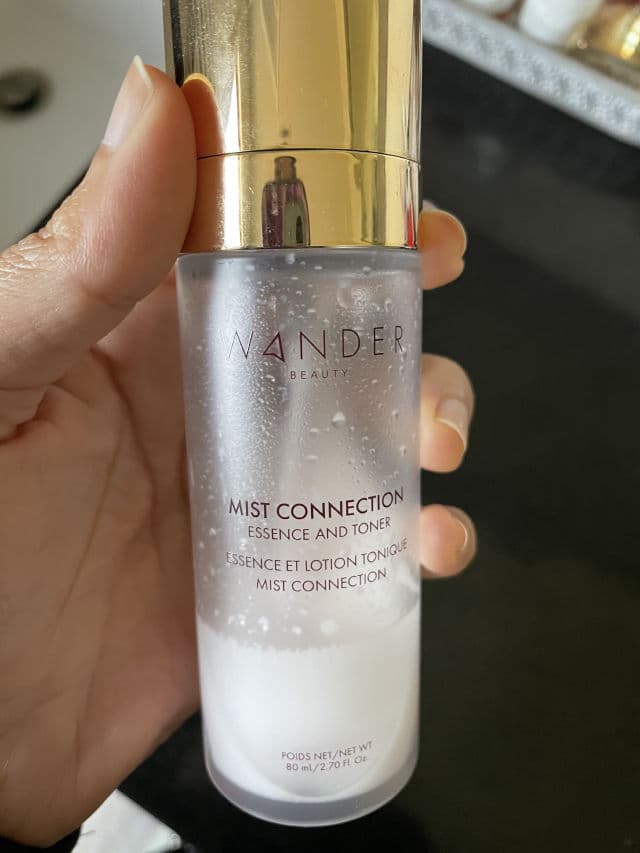 WANDER
BEAUTY
MIST CONNECTION
ESSENCE AND TONER
ESSENCE ET LOTION TONIQUE
MIST CONNECTION
POIDS NET/NET WT
80 mL/2.70 Fl. Oz.